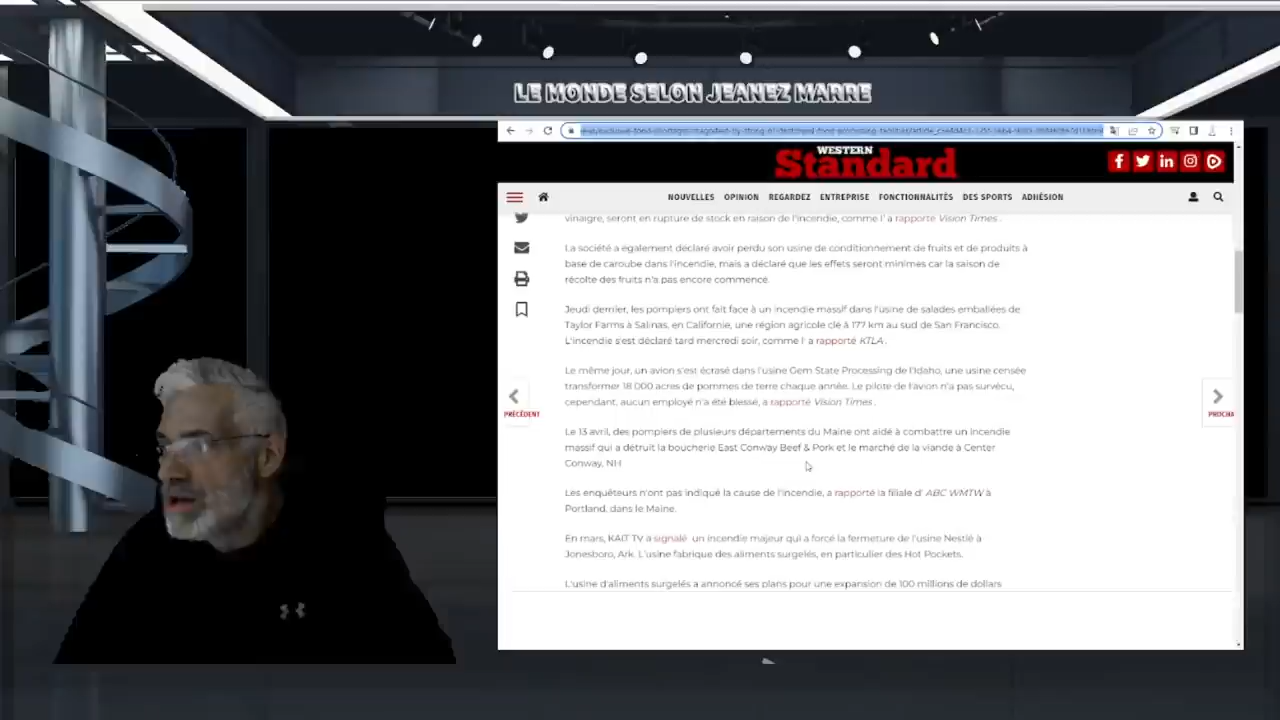 LE MONDE SELON JEANEZ MARRE
WESTERN
Standard
NOUVELLES OPINION REGARDEZ ENTREPRISE FONCTIONNALITÉS DES SPORTS ADHÉSION
vinaigre, seront en rupture de stock en raison de l'incendie, comme l' a rapporté Vision Times .
La société a également déclaré avoir perdu son usine de conditionnement de fruits et de produits à
base de caroube dans l'incendie, mais a déclaré que les effets seront minimes car la saison de
récolte des fruits n'a pas encore commencé.
Jeudi dernier, les pompiers ont fait face à un incendie massif dans l'usine de salades emballées de
Taylor Farms à Salinas, en Californie, une région agricole clé à 177 km au sud de San Francisco.
L'incendie s'est déclaré tard mercredi soir, comme l' a rapporté KTLA .
Le même jour, un avion s'est écrasé dans l'usine Gem State Processing de l'Idaho, une usine censée
transformer 18 000 acres de pommes de terre chaque année. Le pilote de l'avion n'a pas survécu,
cependant, aucun employé n'a été blessé, a rapporté Vision Times .
PRÉCÉDENT
PROCHA
Le 13 avril, des pompiers de plusieurs départements du Maine ont aidé à combattre un incendie
massif qui a détruit la boucherie East Conway Beef & Pork et le marché de la viande à Center
Conway, NH
Les enquêteurs n'ont pas indiqué la cause de l'incendie, a rapporté la filiale d' ABC WMTW à
Portland, dans le Maine.
En mars, KAIT TV a signalé un incendie majeur qui a forcé la fermeture de l'usine Nestlé à
Jonesboro, Ark. L'usine fabrique des aliments surgelés, en particulier des Hot Pockets.
L'usine d'aliments surgelés a annoncé ses plans pour une expansion de 100 millions de dollars